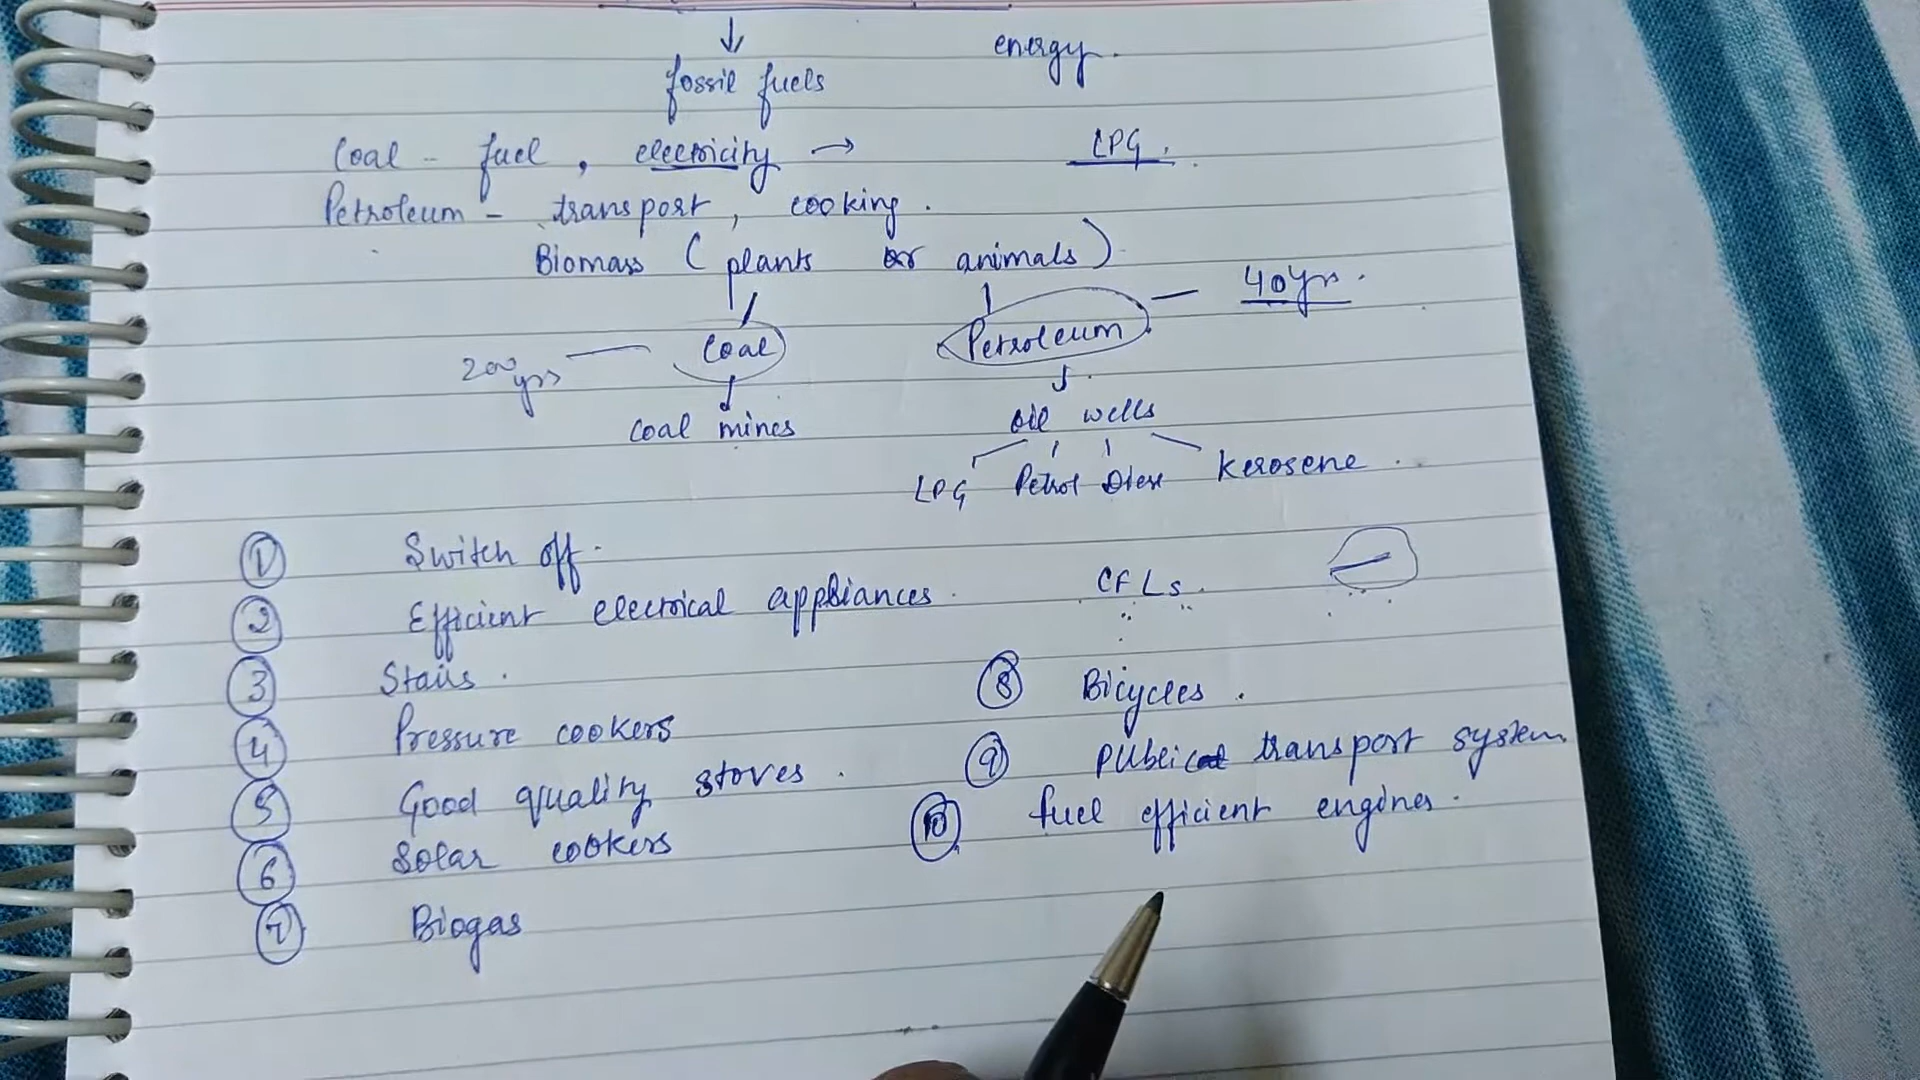 energy.
fossil fuels
Coal - fuel, electricity → LPG.
Petroleum - transport, cooking.
Biomass (plants or animals)
40yrs.
200 yrs — Coal Petroleum
coal mines oil wells
LPG Petrol Kerosene.
① Switch off.
② Efficient electrical appliances. CFLs.
③ Stairs.
④ Pressure cookers
⑤ Good quality stoves.
⑥ Solar cookers
⑦ Biogas
⑧ Bicycles.
⑨ Public transport system.
⑩ fuel efficient engines.